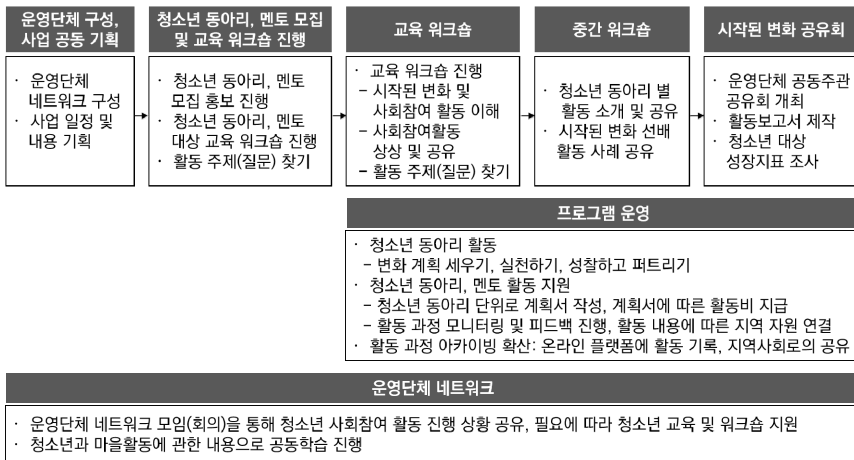 운영단체 구성,
사업 공동 기획
· 운영단체
네트워크 구성
· 사업 일정 및
내용 기획
청소년 동아리, 멘토 모집
및 교육 워크숍 진행
· 청소년 동아리, 멘토
모집 홍보 진행
· 청소년 동아리, 멘토
대상 교육 워크숍 진행
· 활동 주제(질문) 찾기
교육 워크숍
· 교육 워크숍 진행
– 시작된 변화 및
사회참여 활동 이해
– 사회참여활동
상상 및 공유
– 활동 주제(질문) 찾기
중간 워크숍
· 청소년 동아리 별
활동 소개 및 공유
· 시작된 변화 선배
활동 사례 공유
시작된 변화 공유회
· 운영단체 공동주관
공유회 개최
· 활동보고서 제작
· 청소년 대상
성장지표 조사
프로그램 운영
· 청소년 동아리 활동
– 변화 계획 세우기, 실천하기, 성찰하고 퍼트리기
· 청소년 동아리, 멘토 활동 지원
– 청소년 동아리 단위로 계획서 작성, 계획서에 따른 활동비 지급
– 활동 과정 모니터링 및 피드백 진행, 활동 내용에 따른 지역 자원 연결
· 활동 과정 아카이빙 확산: 온라인 플랫폼에 활동 기록, 지역사회로의 공유
운영단체 네트워크
· 운영단체 네트워크 모임(회의)을 통해 청소년 사회참여 활동 진행 상황 공유, 필요에 따라 청소년 교육 및 워크숍 지원
· 청소년과 마을활동에 관한 내용으로 공동학습 진행